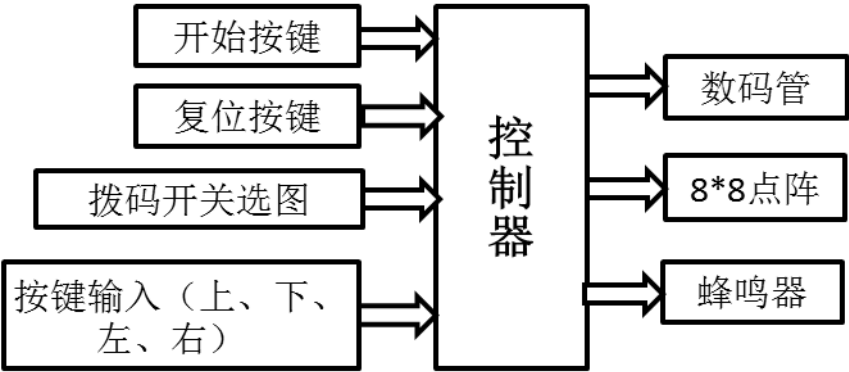 开始按键
复位按键
拨码开关选图
按键输入（上、下、
左、右）
控
制
器
数码管
8*8点阵
蜂鸣器